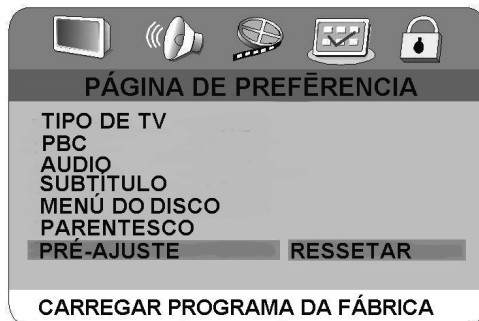 PÁGINA DE PREFĒRENCIA
TIPO DE TV
PBC
AUDIO
SUBTÍTULO
MENÚ DO DISCO
PARENTESCO
PRÉ-AJUSTE RESSETAR
CARREGAR PROGRAMA DA FÁBRICA